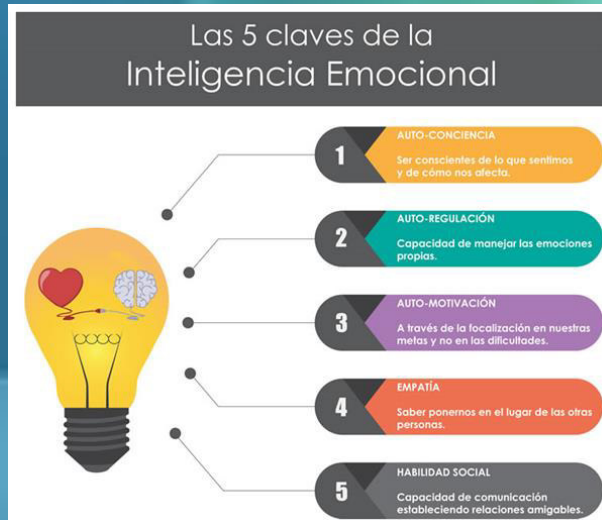 Las 5 claves de la
Inteligencia Emocional
1
AUTO-CONCIENCIA
Ser conscientes de lo que sentimos
y de cómo nos afecta.
2
AUTO-REGULACIÓN
Capacidad de manejar las emociones
propias.
3
AUTO-MOTIVACIÓN
A través de la focalización en nuestras
metas y no en las dificultades.
4
EMPATÍA
Saber ponernos en el lugar de las otras
personas.
5
HABILIDAD SOCIAL
Capacidad de comunicación
estableciendo relaciones amigables.